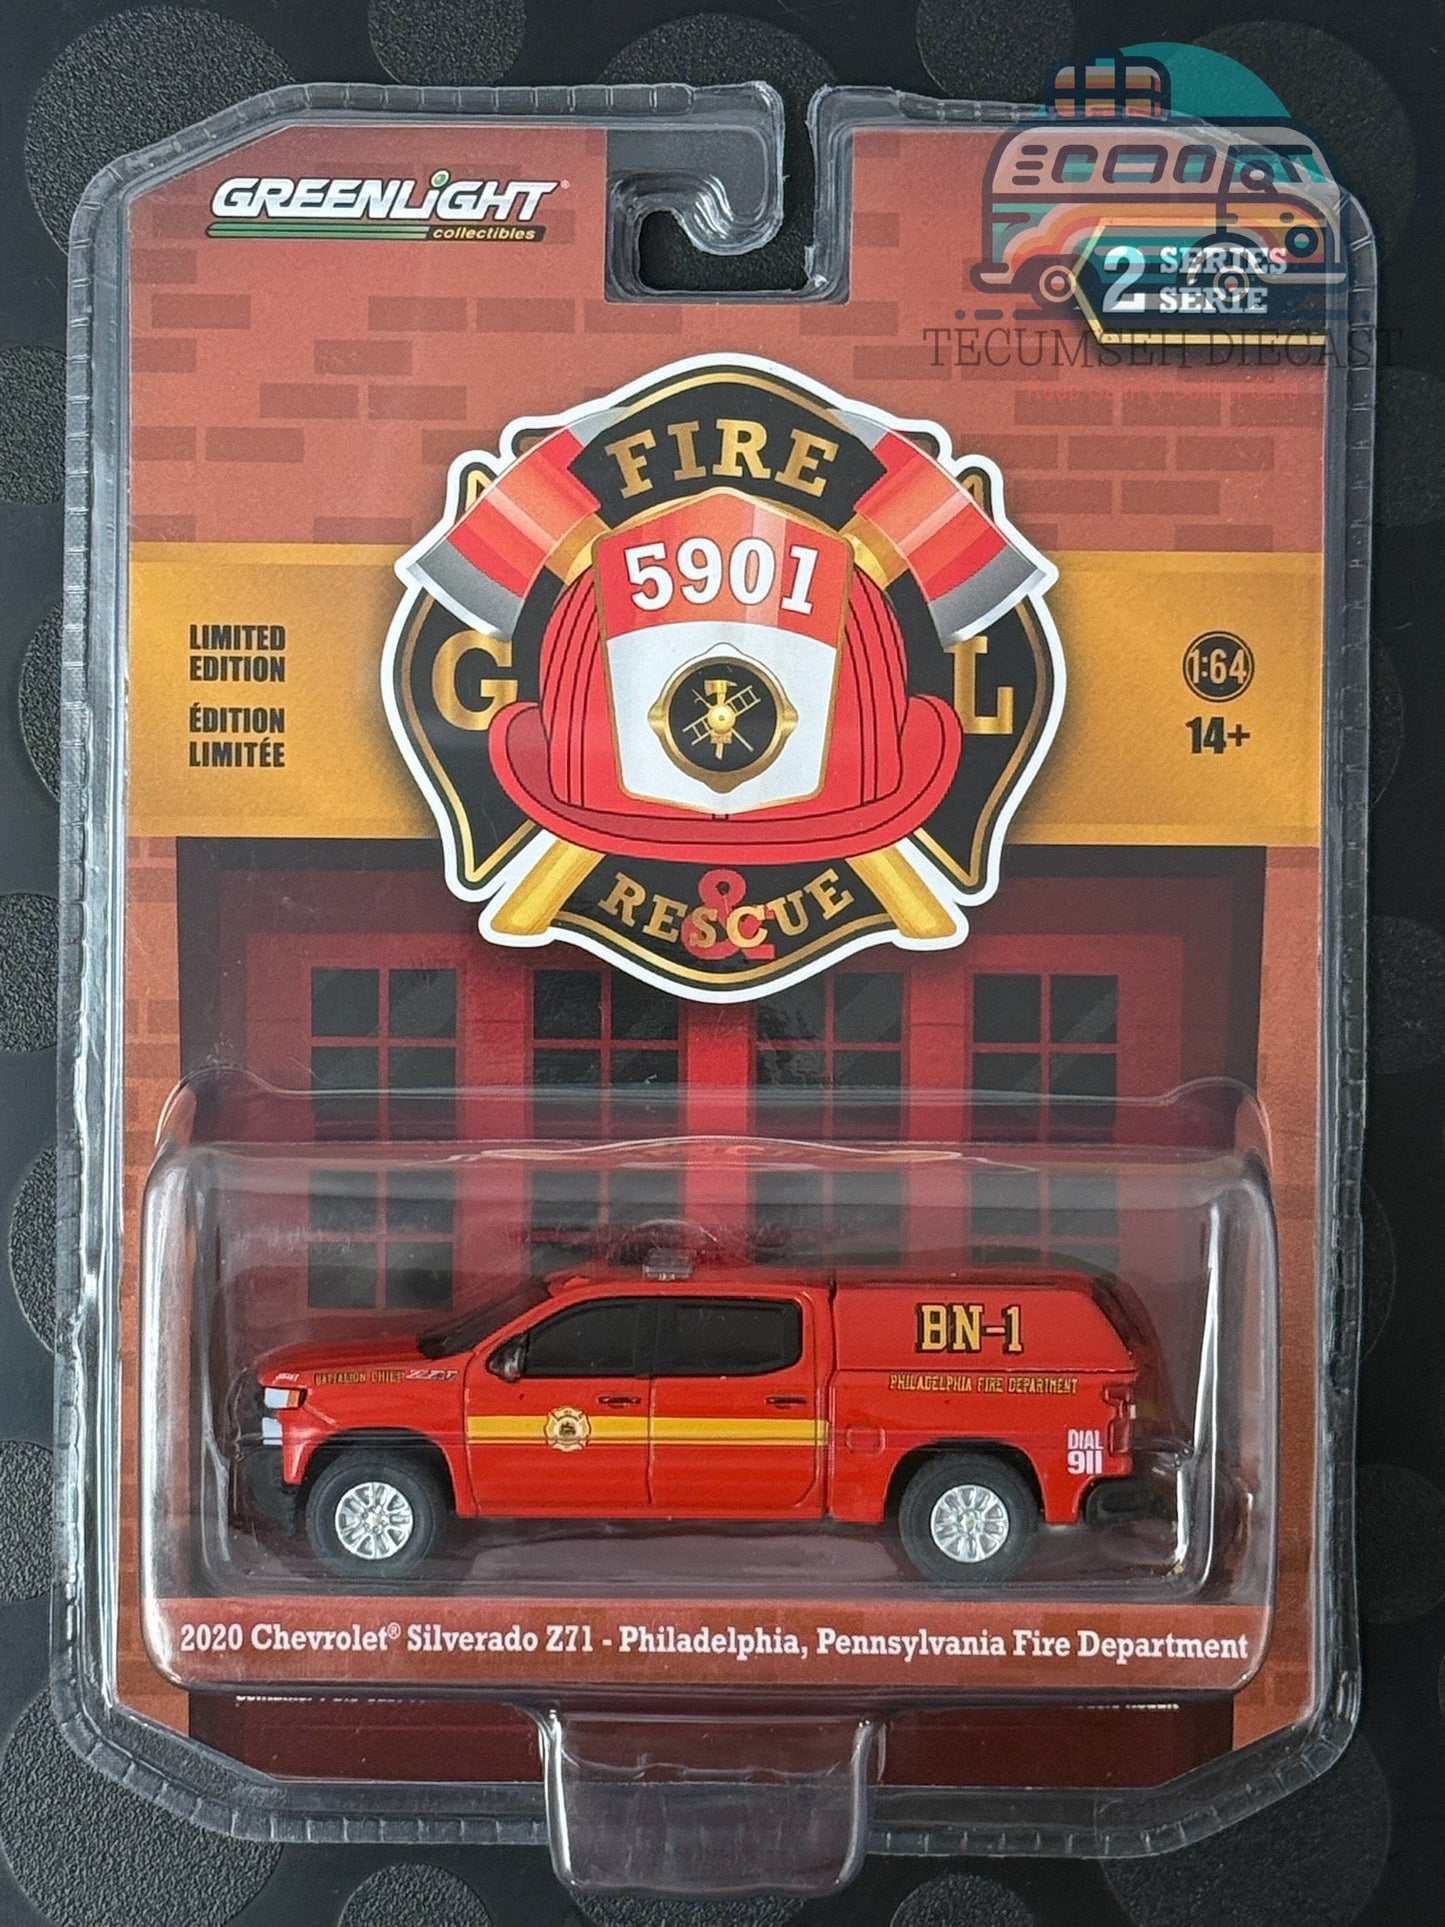 GREENLiGHT®
collectibles
2 SERIES
SÉRIE
TECUMSEH DIECAST
FIRE
5901
G L
LIMITED
EDITION
ÉDITION
LIMITÉE
1:64
14+
&
RESCUE
BN-1
BATTALION CHIEF
PHILADELPHIA FIRE DEPARTMENT
DIAL
911
2020 Chevrolet® Silverado Z71 - Philadelphia, Pennsylvania Fire Department